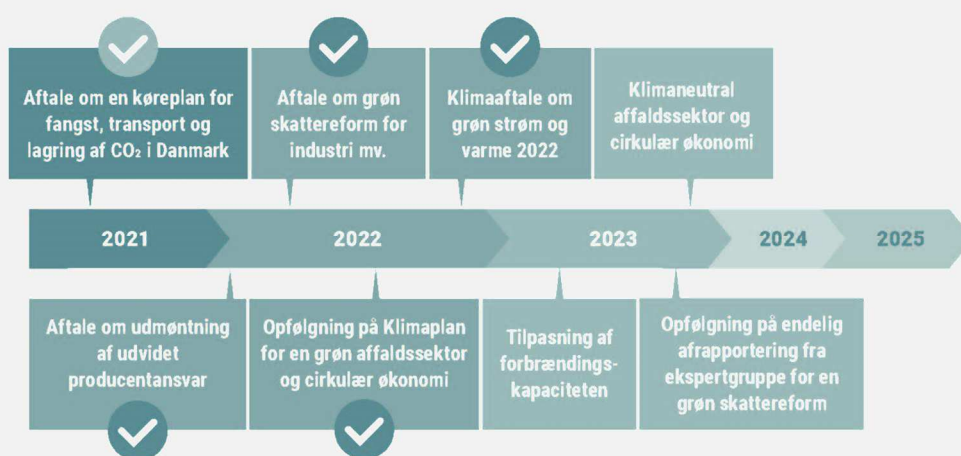 Aftale om en køreplan for
fangst, transport og
lagring af CO₂ i Danmark
Aftale om grøn
skattereform for
industri mv.
Klimaaftale om
grøn strøm og
varme 2022
Klimaneutral
affaldssektor og
cirkulær økonomi
2021
2022
2023
2024
2025
Aftale om udmøntning
af udvidet
producentansvar
Opfølgning på Klimaplan
for en grøn affaldssektor
og cirkulær økonomi
Tilpasning af
forbrændings-
kapaciteten
Opfølgning på endelig
afrapportering fra
ekspertgruppe for en
grøn skattereform